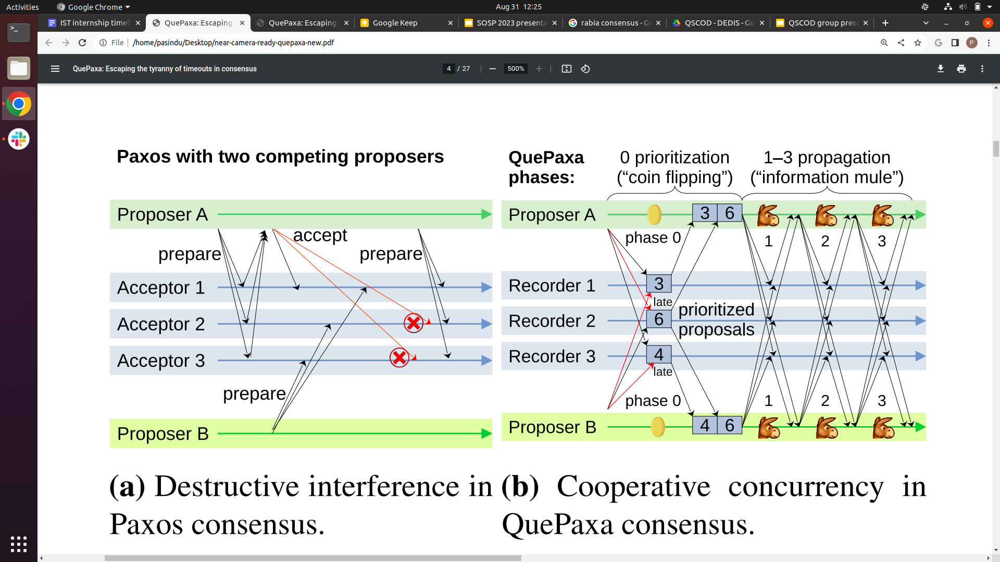 Activities
Google Chrome
Aug 31 12:25
IST internship timel
QuePaxa: Escaping
QuePaxa: Escaping
Google Keep
SOSP 2023 presenta
rabia consensus - Go
QSCOD - DEDIS - Go
QSCOD group pres
File
/home/pasindu/Desktop/near-camera-ready-quepaxa-new.pdf
P
QuePaxa: Escaping the tyranny of timeouts in consensus
4 / 27
500%
Paxos with two competing proposers
Proposer A
accept
prepare
prepare
Acceptor 1
Acceptor 2
Acceptor 3
prepare
Proposer B
(a) Destructive interference in
Paxos consensus.
QuePaxa
phases:
0 prioritization
(“coin flipping”)
1–3 propagation
(“information mule”)
Proposer A
3 6
phase 0
1 2 3
Recorder 1
3
late
Recorder 2
6
prioritized
proposals
Recorder 3
4
late
phase 0
1 2 3
Proposer B
4 6
(b) Cooperative concurrency in
QuePaxa consensus.